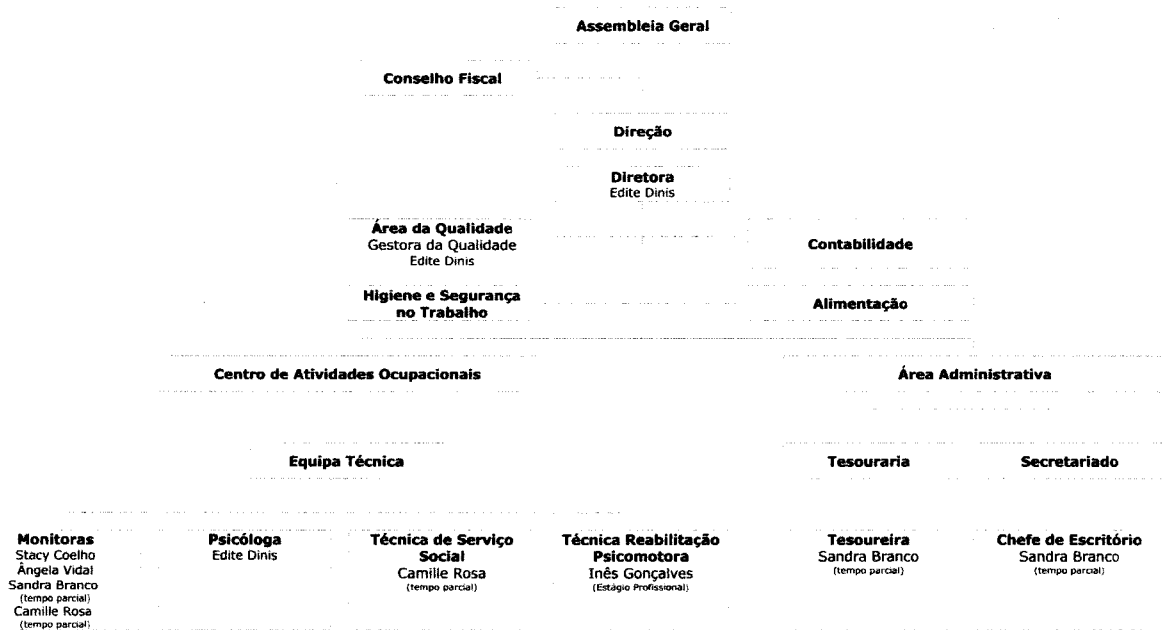 Assembleia Geral
Conselho Fiscal
Direção
Diretora
Edite Dinis
Área da Qualidade
Gestora da Qualidade
Edite Dinis
Contabilidade
Higiene e Segurança
no Trabalho
Alimentação
Centro de Atividades Ocupacionais
Área Administrativa
Equipa Técnica
Tesouraria
Secretariado
Monitoras
Stacy Coelho
Ângela Vidal
Sandra Branco
(tempo parcial)
Camille Rosa
(tempo parcial)
Psicóloga
Edite Dinis
Técnica de Serviço
Social
Camille Rosa
(tempo parcial)
Técnica Reabilitação
Psicomotora
Inês Gonçalves
(Estágio Profissional)
Tesoureira
Sandra Branco
(tempo parcial)
Chefe de Escritório
Sandra Branco
(tempo parcial)